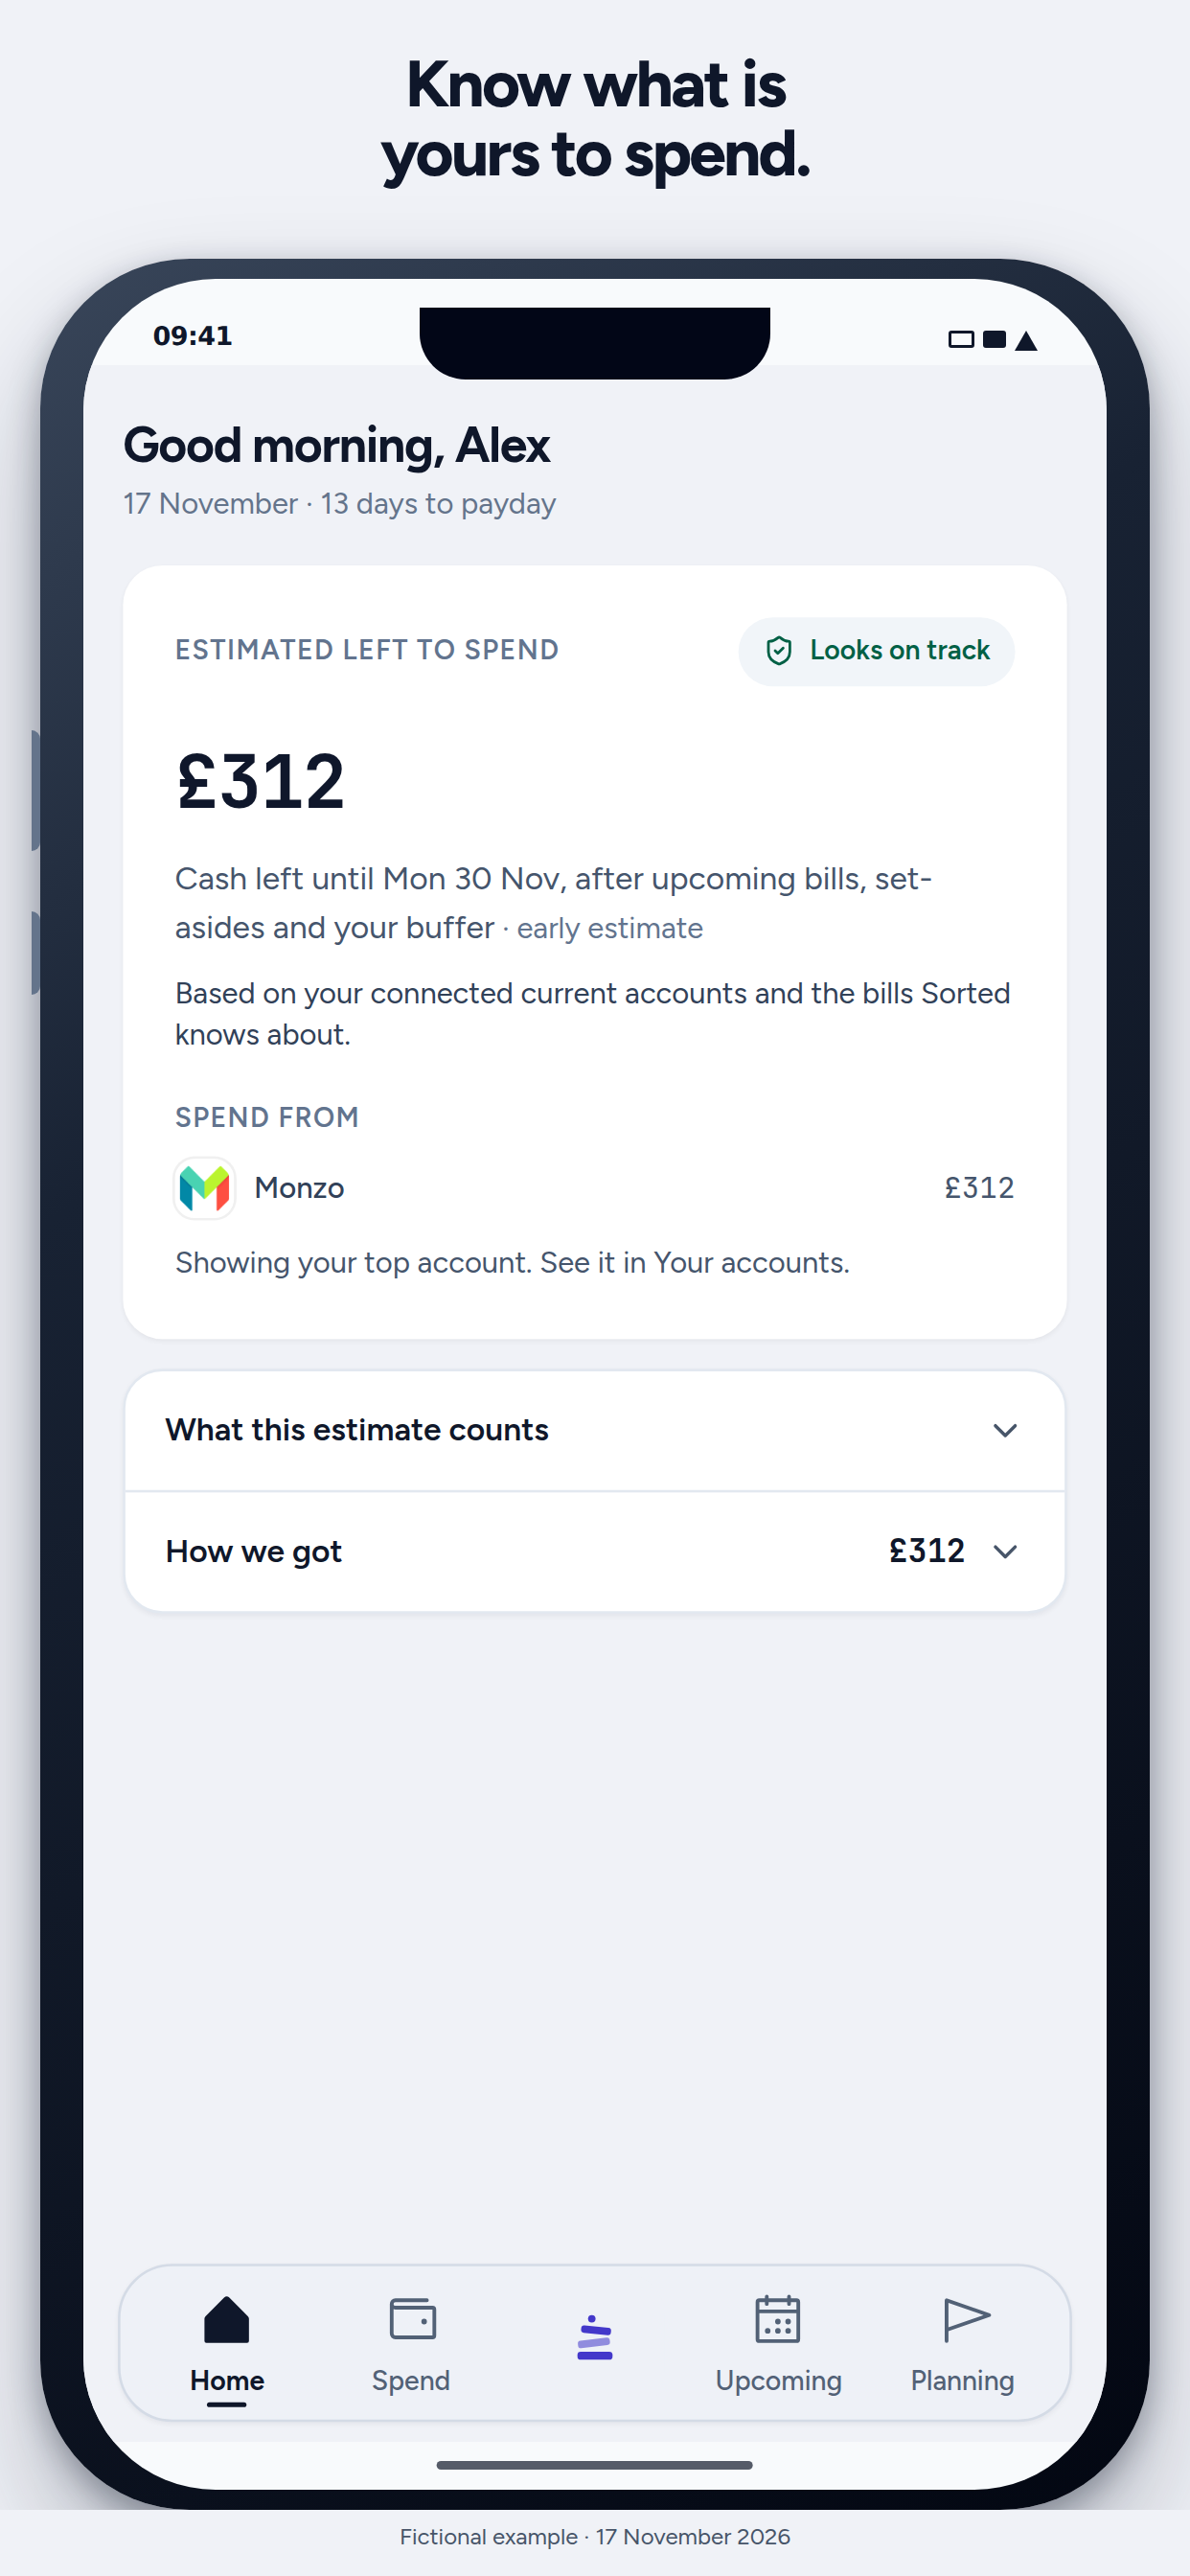 Know what is
yours to spend.
09:41
Good morning, Alex
17 November · 13 days to payday
ESTIMATED LEFT TO SPEND
Looks on track
£312
Cash left until Mon 30 Nov, after upcoming bills, set-
asides and your buffer · early estimate
Based on your connected current accounts and the bills Sorted
knows about.
SPEND FROM
Monzo £312
Showing your top account. See it in Your accounts.
What this estimate counts
How we got £312
Home Spend Upcoming Planning
Fictional example · 17 November 2026